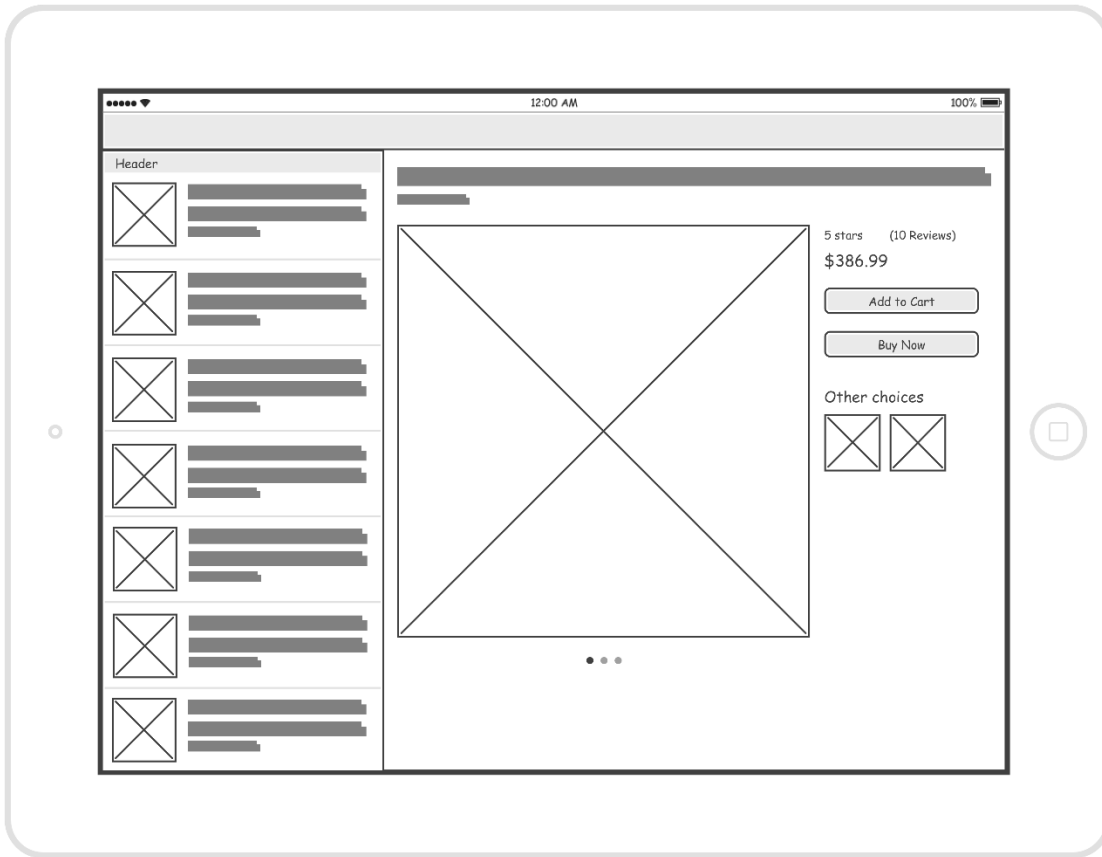 12:00 AM
100%
Header
5 stars (10 Reviews)
$386.99
Add to Cart
Buy Now
Other choices